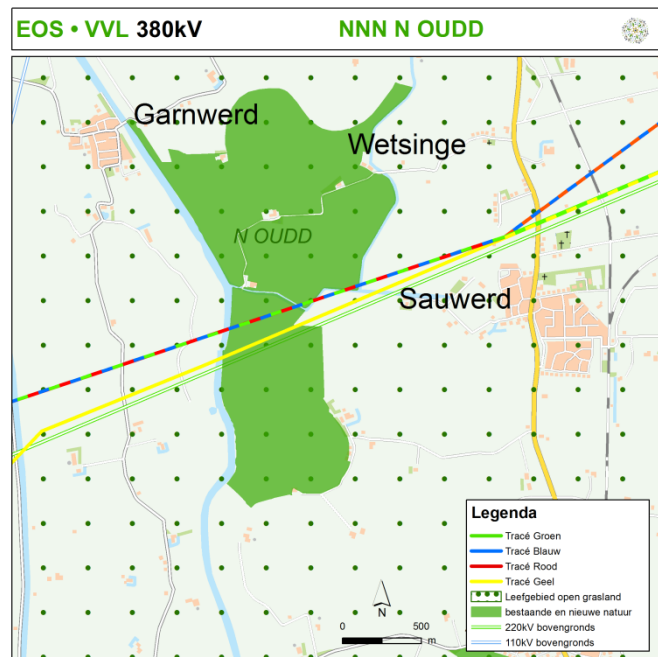 EOS • VVL 380kV NNN N OUDD
Garnwerd
Wetsinge
N OUDD
Sauwerd
Legenda
Tracé Groen
Tracé Blauw
Tracé Rood
Tracé Geel
Leefgebied open grasland
bestaande en nieuwe natuur
220kV bovengronds
110kV bovengronds
N
0 500
m